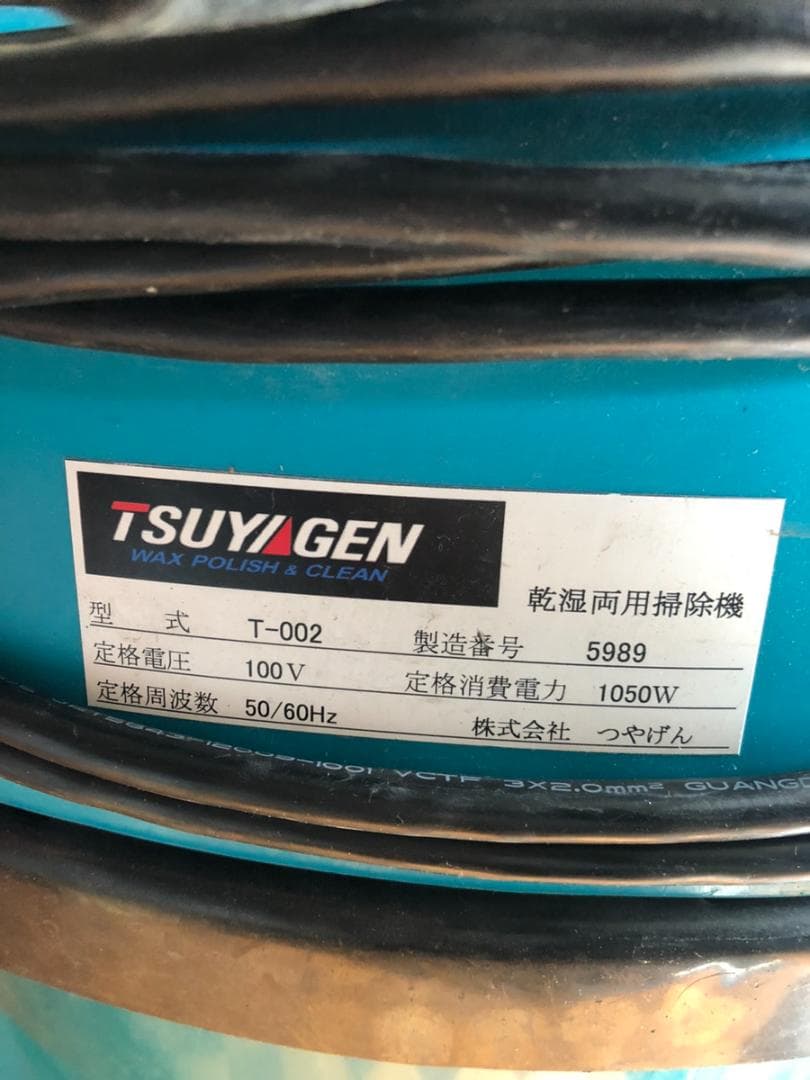 TSUYAGEN
WAX POLISH & CLEAN
乾湿両用掃除機
型 式 T-002 製造番号 5989
定格電圧 100V 定格消費電力 1050W
定格周波数 50/60Hz 株式会社 つやげん
VCTF 3X2.0mm²